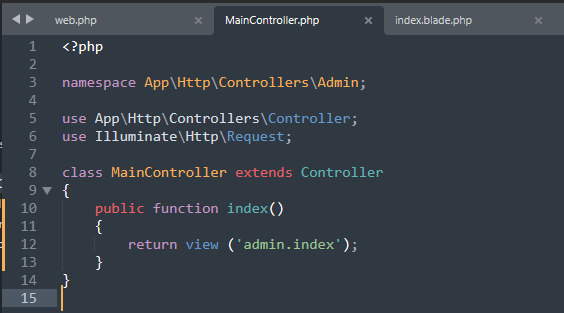 web.php × MainController.php × index.blade.php ×
1 <?php
2
3 namespace App\Http\Controllers\Admin;
4
5 use App\Http\Controllers\Controller;
6 use Illuminate\Http\Request;
7
8 class MainController extends Controller
9 {
10     public function index()
11     {
12         return view ('admin.index');
13     }
14 }
15